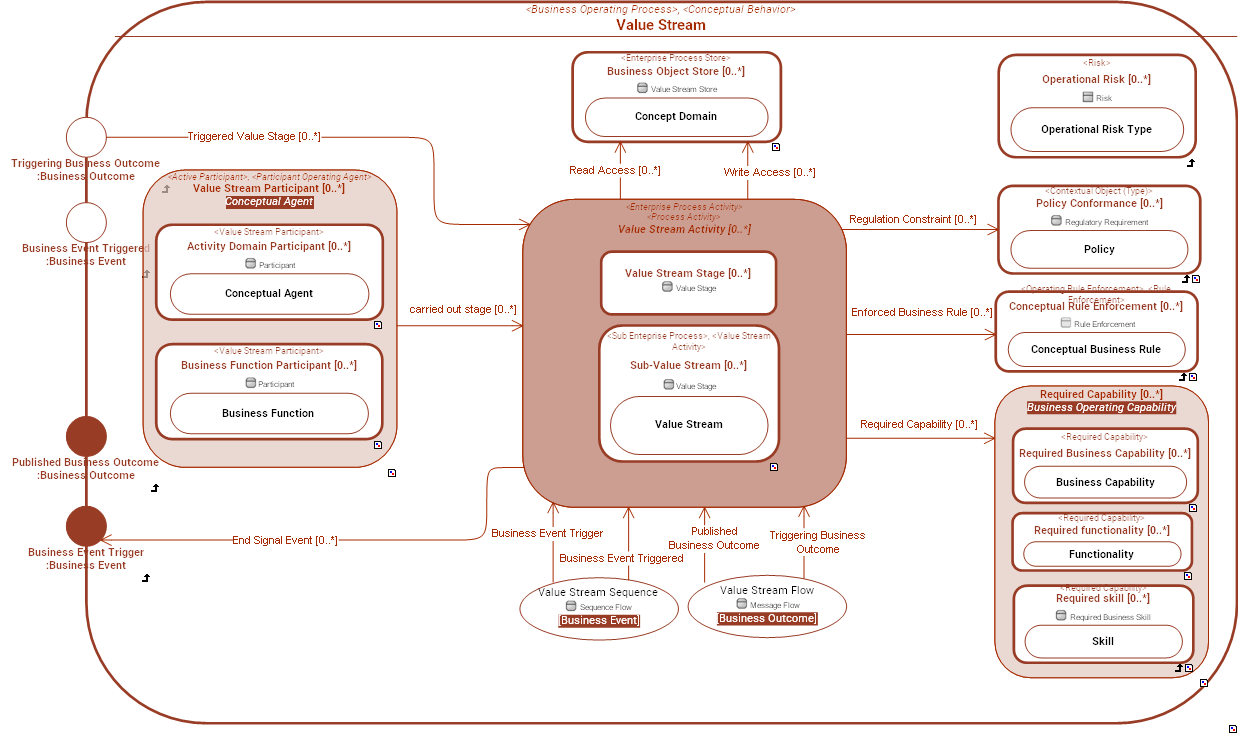 <Business Operating Process>, <Conceptual Behavior>
Value Stream
<Enterprise Process Store>
Business Object Store [0..*]
Value Stream Store
Concept Domain
<Risk>
Operational Risk [0..*]
Risk
Operational Risk Type
Triggered Value Stage [0..*]
Triggering Business Outcome
:Business Outcome
Read Access [0..*]
Write Access [0..*]
<Active Participant>, <Participant Operating Agent>
Value Stream Participant [0..*]
Conceptual Agent
<Value Stream Participant>
Activity Domain Participant [0..*]
Participant
Conceptual Agent
Business Event Triggered
:Business Event
<Value Stream Participant>
Business Function Participant [0..*]
Participant
Business Function
carried out stage [0..*]
<Enterprise Process Activity>
<Process Activity>
Value Stream Activity [0..*]
Value Stream Stage [0..*]
Value Stage
<Sub Enteprise Process>, <Value Stream
Activity>
Sub-Value Stream [0..*]
Value Stage
Value Stream
Regulation Constraint [0..*]
<Contextual Object (Type)>
Policy Conformance [0..*]
Regulatory Requirement
Policy
Enforced Business Rule [0..*]
<Operating Rule Enforcement>, <Rule
Enforcement>
Conceptual Rule Enforcement [0..*]
Rule Enforcement
Conceptual Business Rule
Required Capability [0..*]
Required Capability [0..*]
Business Operating Capability
<Required Capability>
Required Business Capability [0..*]
Business Capability
<Required Capability>
Required functionality [0..*]
Functionality
<Required Capability>
Required skill [0..*]
Required Business Skill
Skill
Published Business Outcome
:Business Outcome
Business Event Trigger
:Business Event
End Signal Event [0..*]
Business Event Trigger
Business Event Triggered
Published
Business Outcome
Triggering Business
Outcome
Value Stream Sequence
Sequence Flow
[Business Event]
Value Stream Flow
Message Flow
[Business Outcome]